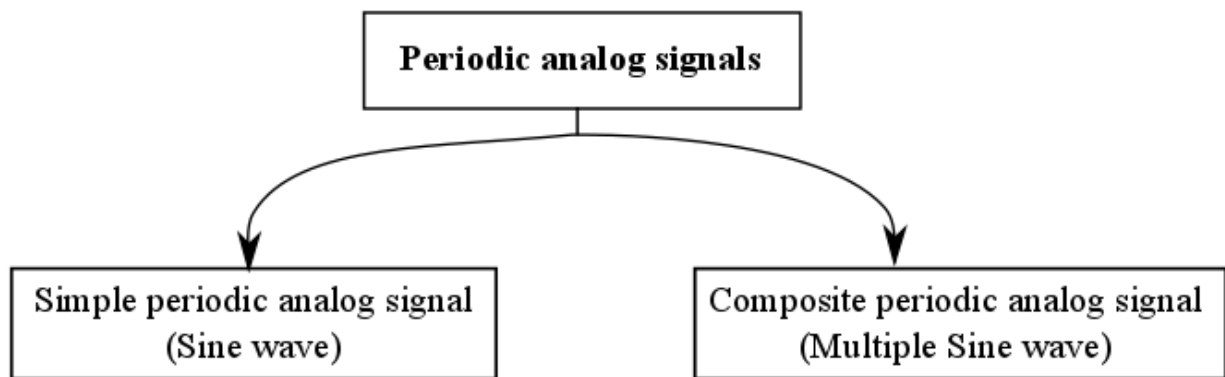 Periodic analog signals
Simple periodic analog signal
(Sine wave)
Composite periodic analog signal
(Multiple Sine wave)